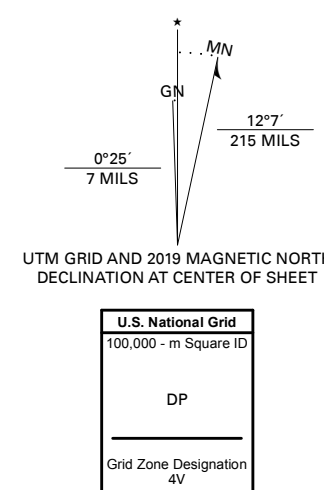 ★
MN
GN
12°7´
215 MILS
0°25´
7 MILS
UTM GRID AND 2019 MAGNETIC NORTH
DECLINATION AT CENTER OF SHEET
U.S. National Grid
100,000 - m Square ID
DP
Grid Zone Designation
4V